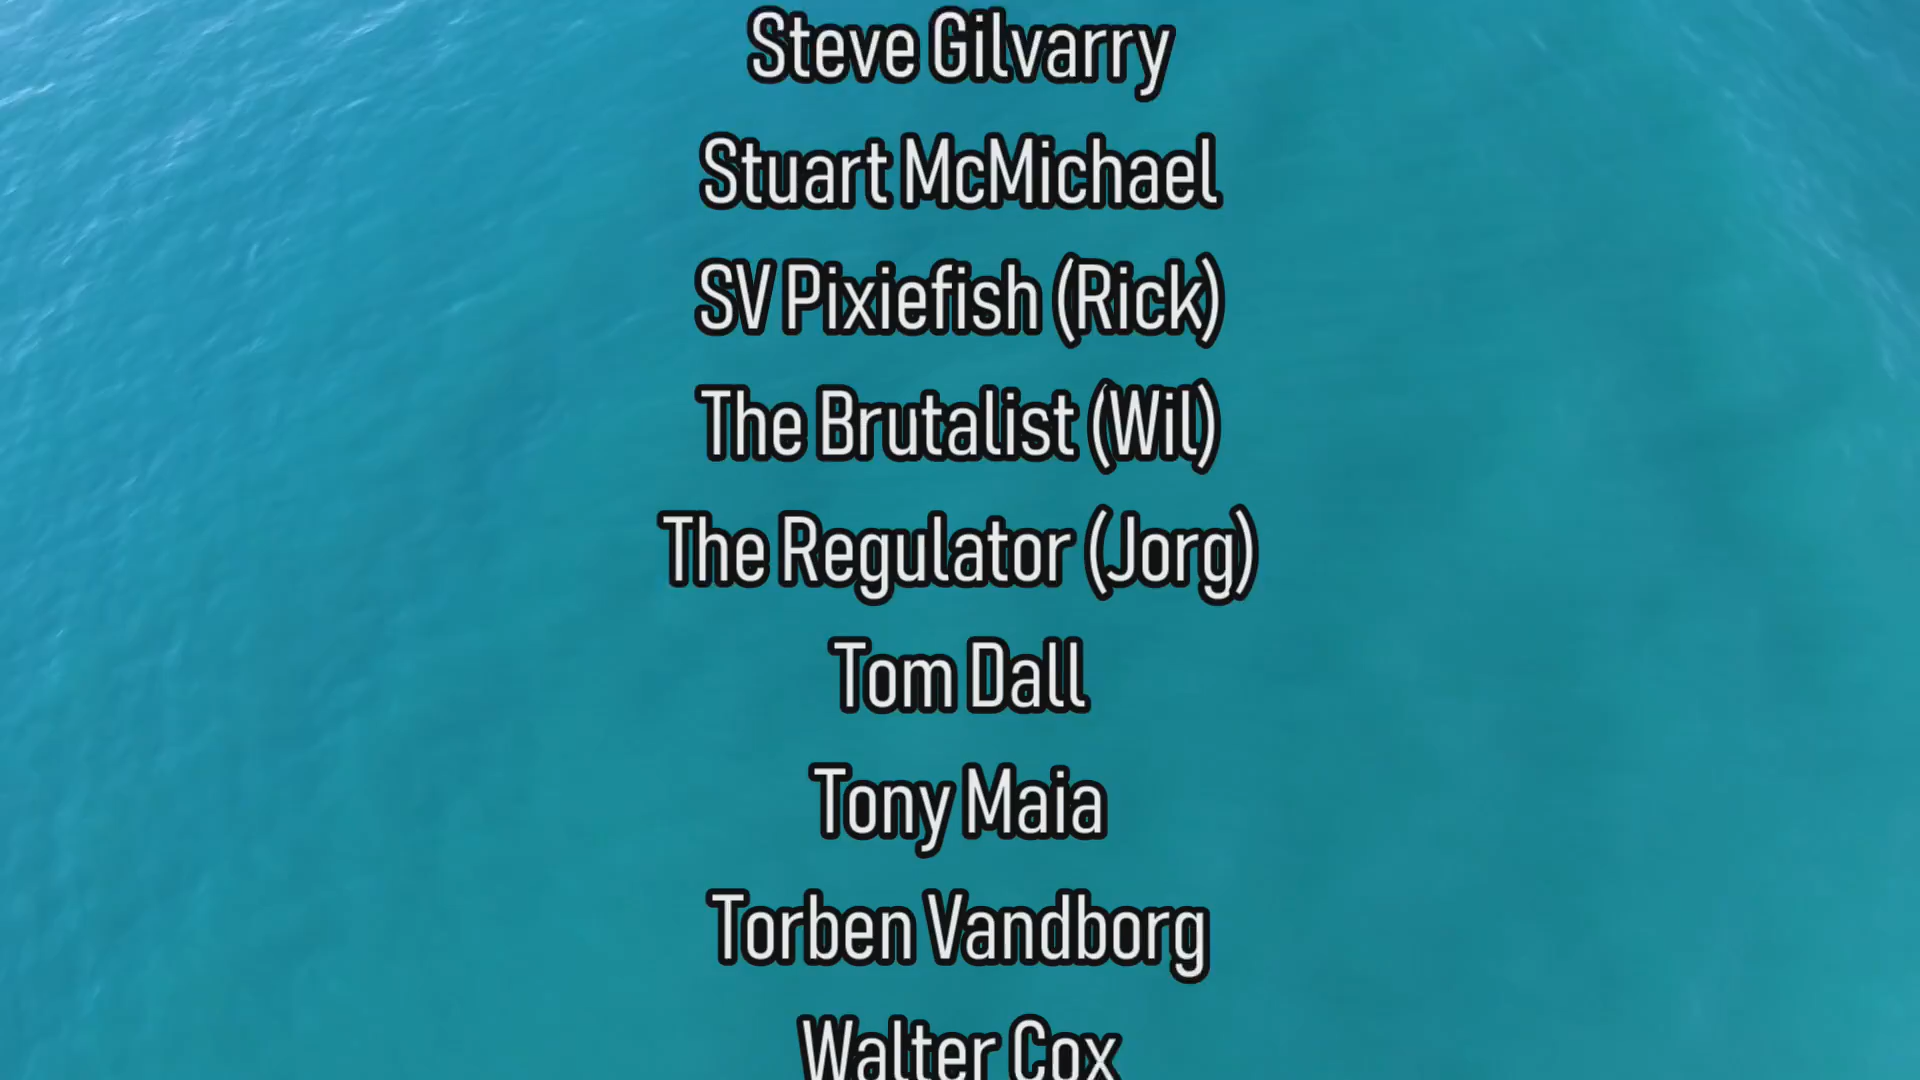 Steve Gilvarry
Stuart McMichael
SV Pixiefish (Rick)
The Brutalist (Wil)
The Regulator (Jorg)
Tom Dall
Tony Maia
Torben Vandborg
Walter Cox